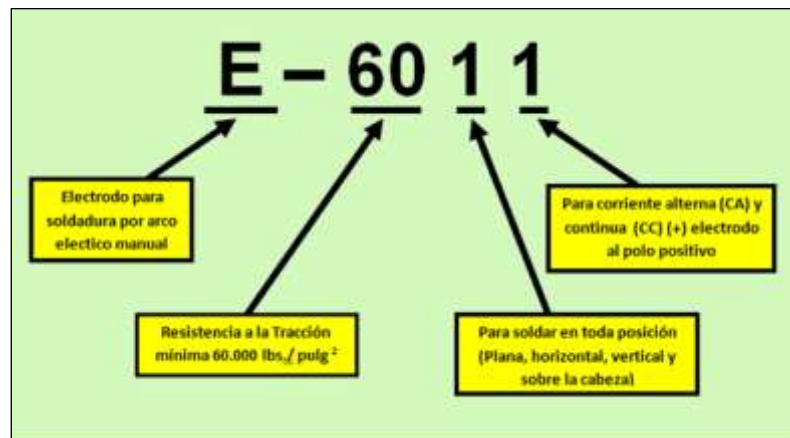 E – 60 1 1
Electrodo para
soldadura por arco
electico manual
Para corriente alterna (CA) y
continua (CC) (+) electrodo
al polo positivo
Resistencia a la Tracción
mínima 60.000 lbs,/ pulg ²
Para soldar en toda posición
(Plana, horizontal, vertical y
sobre la cabeza)